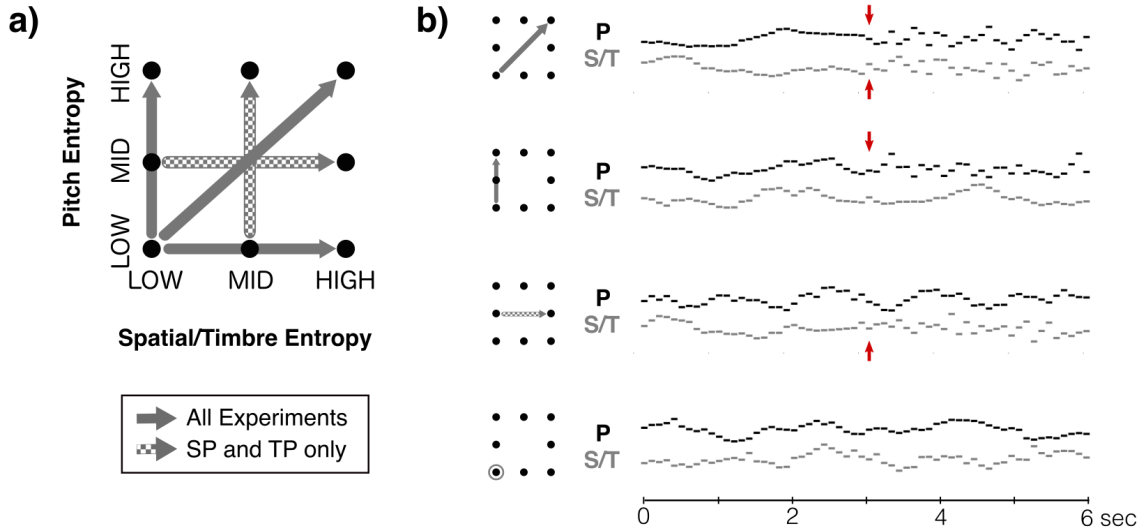 a)
Pitch Entropy
HIGH
MID
LOW
LOW MID HIGH
Spatial/Timbre Entropy
All Experiments
SP and TP only
b)
P
S/T
P
S/T
P
S/T
P
S/T
0 2 4 6 sec